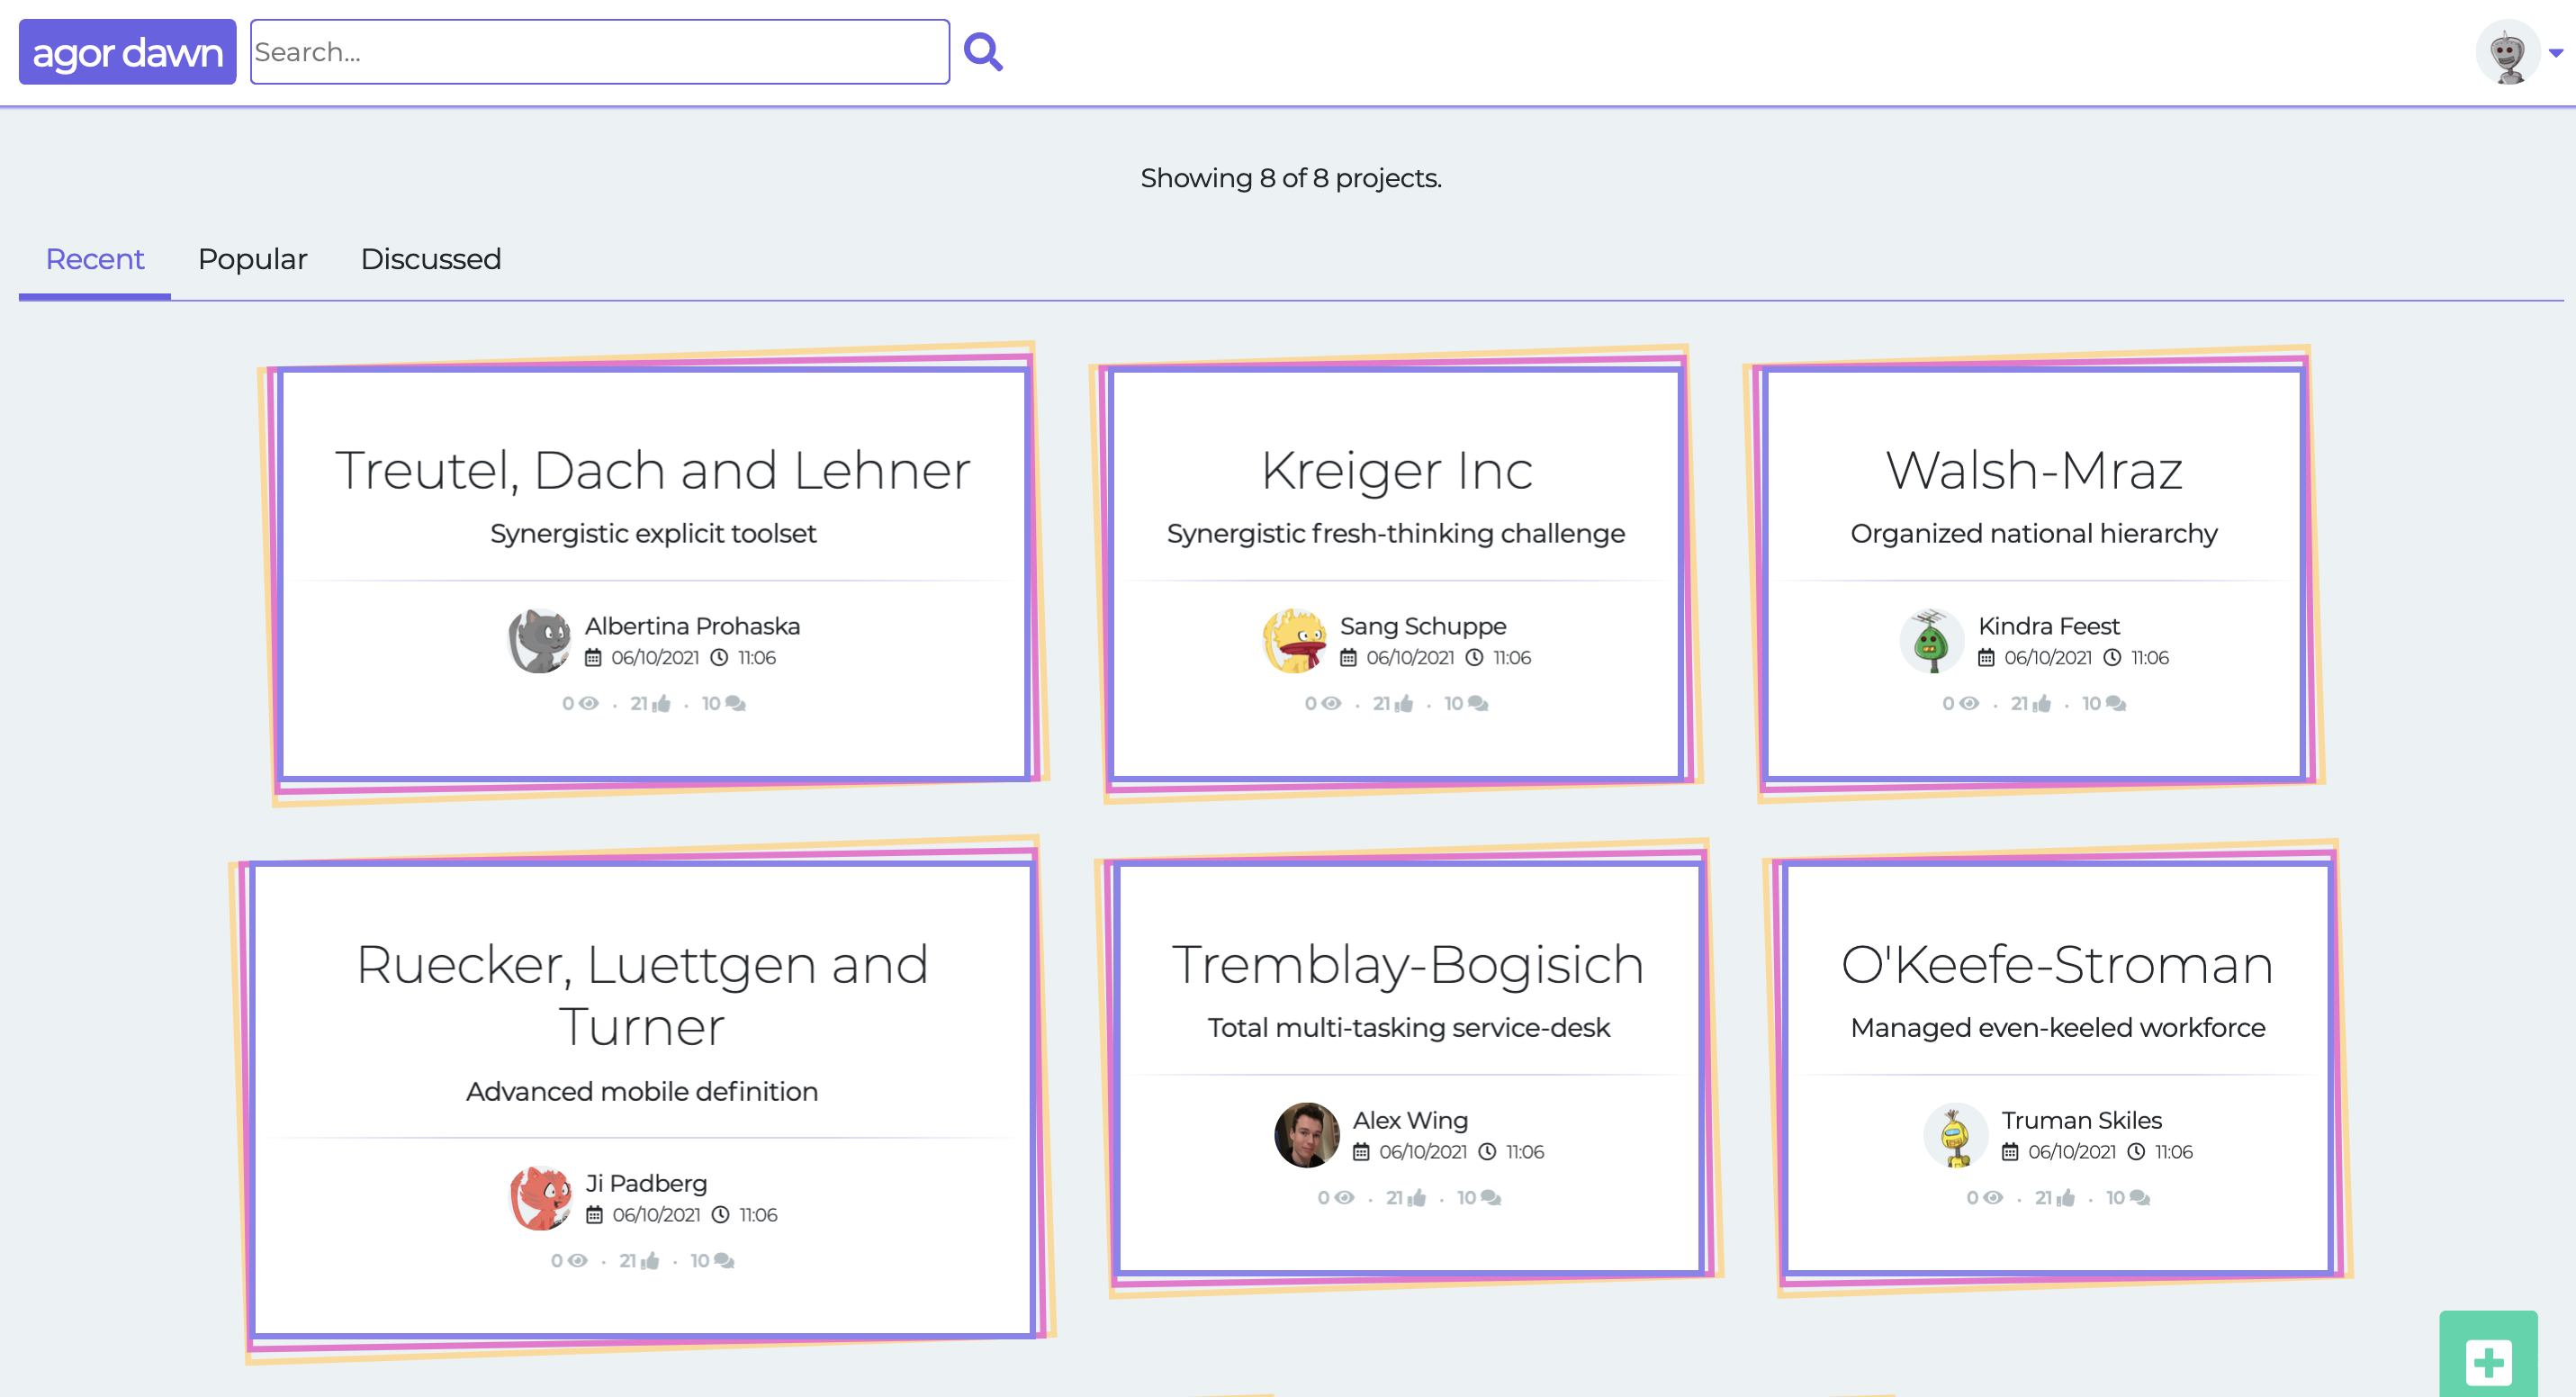 agor dawn
Search...
Showing 8 of 8 projects.
Recent Popular Discussed
Treutel, Dach and Lehner
Synergistic explicit toolset
Albertina Prohaska
06/10/2021 11:06
0 · 21 · 10
Kreiger Inc
Synergistic fresh-thinking challenge
Sang Schuppe
06/10/2021 11:06
0 · 21 · 10
Walsh-Mraz
Organized national hierarchy
Kindra Feest
06/10/2021 11:06
0 · 21 · 10
Ruecker, Luettgen and
Turner
Advanced mobile definition
Ji Padberg
06/10/2021 11:06
0 · 21 · 10
Tremblay-Bogisich
Total multi-tasking service-desk
Alex Wing
06/10/2021 11:06
0 · 21 · 10
O'Keefe-Stroman
Managed even-keeled workforce
Truman Skiles
06/10/2021 11:06
0 · 21 · 10